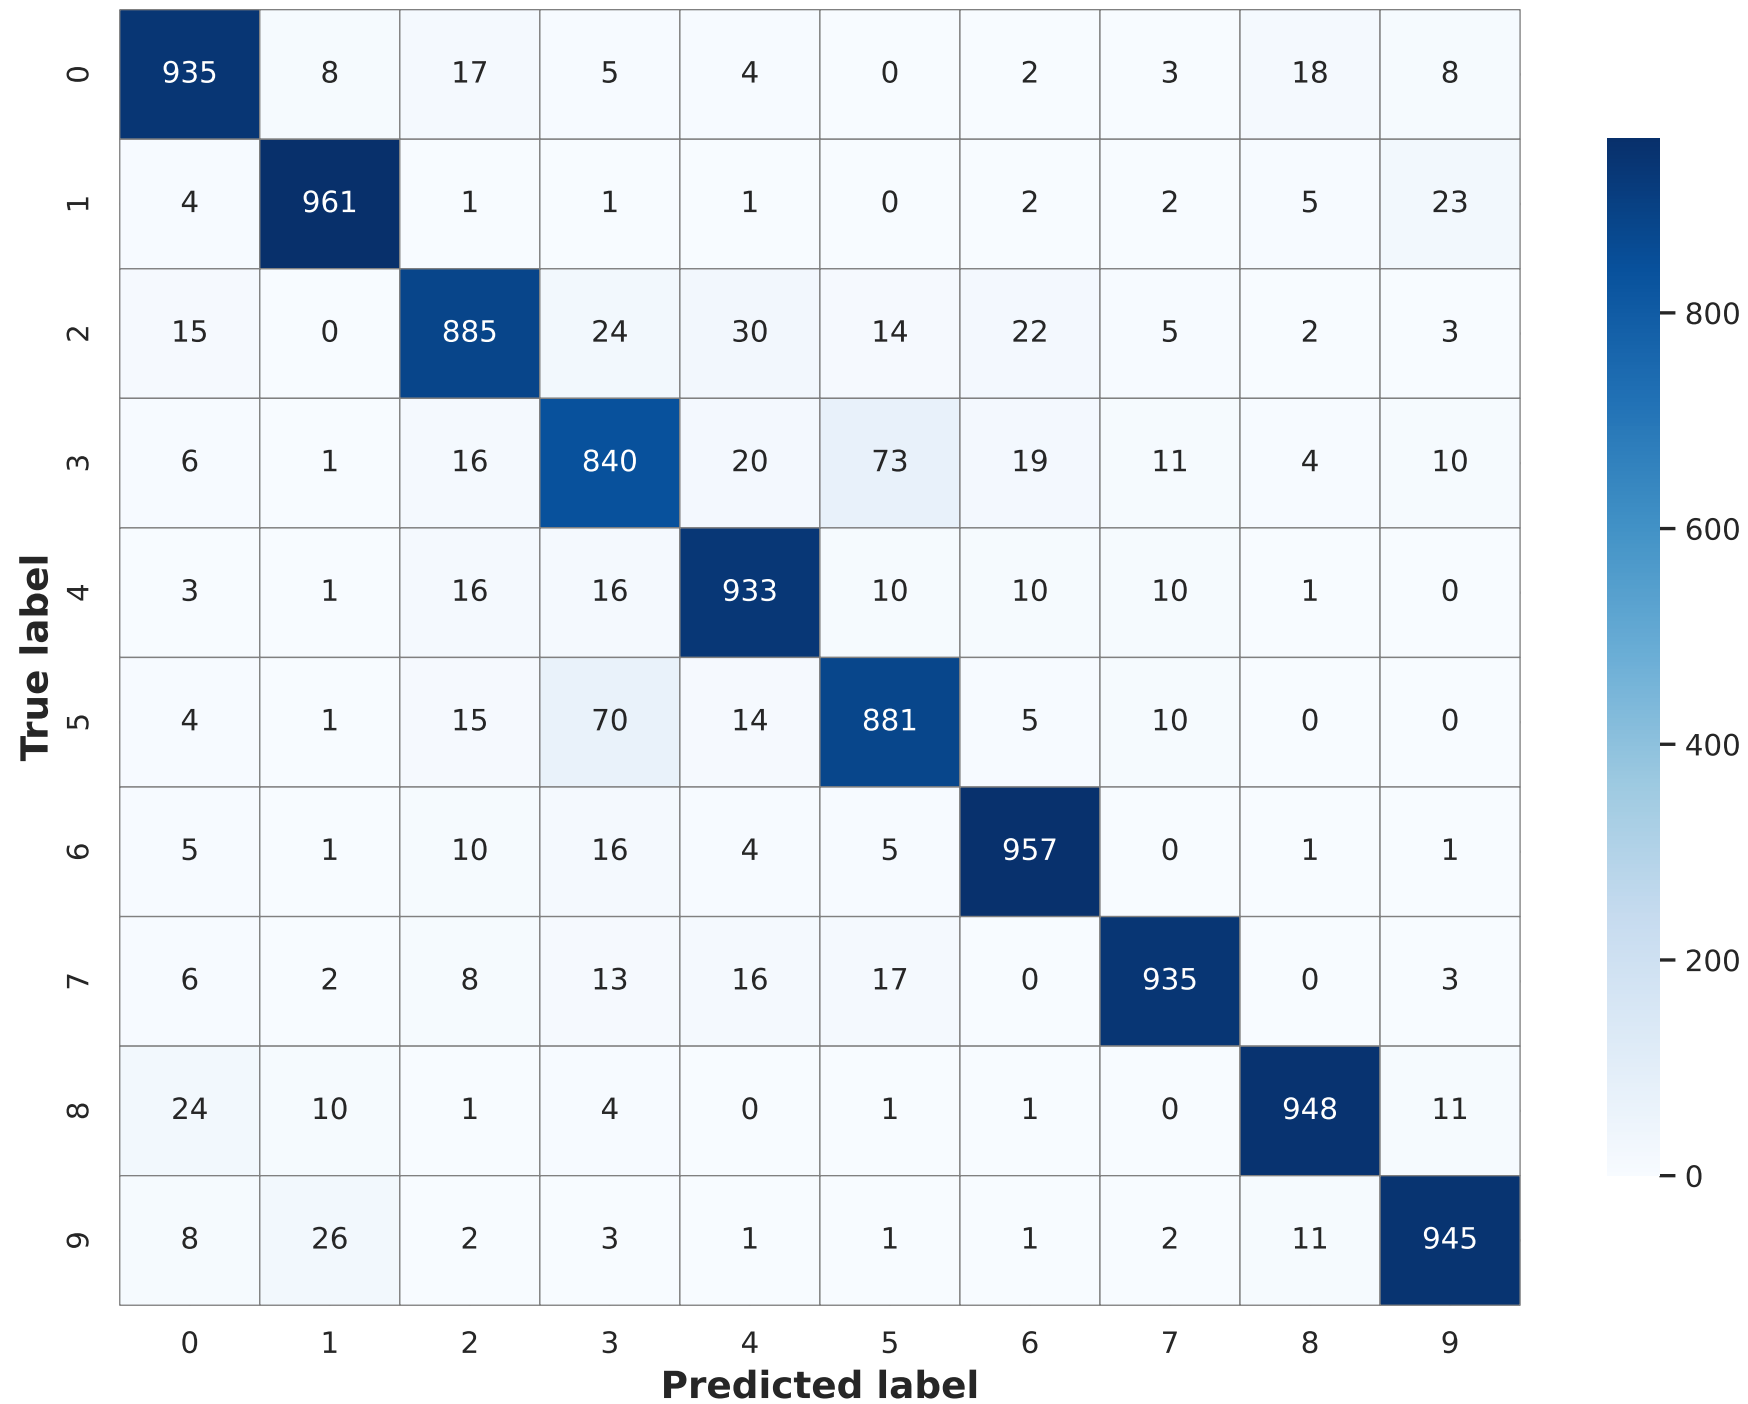 0 935 8 17 5 4 0 2 3 18 8
1 4 961 1 1 1 0 2 2 5 23
2 15 0 885 24 30 14 22 5 2 3
3 6 1 16 840 20 73 19 11 4 10
4 3 1 16 16 933 10 10 10 1 0
5 4 1 15 70 14 881 5 10 0 0
6 5 1 10 16 4 5 957 0 1 1
7 6 2 8 13 16 17 0 935 0 3
8 24 10 1 4 0 1 1 0 948 11
9 8 26 2 3 1 1 1 2 11 945
0 1 2 3 4 5 6 7 8 9
Predicted label
True label
800
600
400
200
0